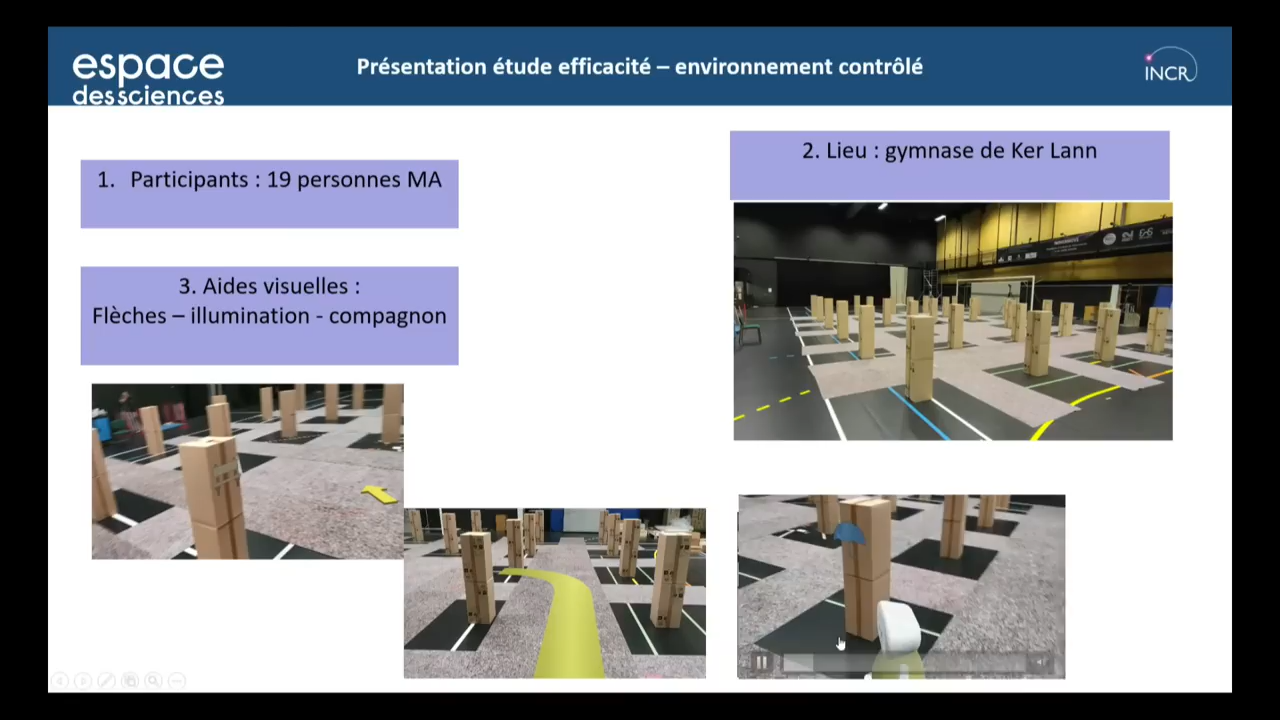 espace
des sciences
Présentation étude efficacité – environnement contrôlé
INCR
1. Participants : 19 personnes MA
2. Lieu : gymnase de Ker Lann
3. Aides visuelles :
Flèches – illumination - compagnon